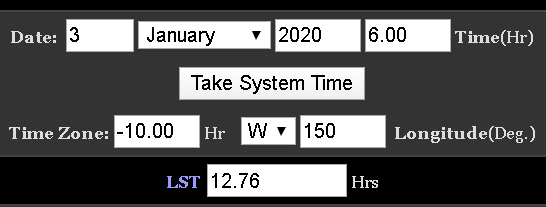 Date: 3 January 2020 6.00 Time(Hr)
Take System Time
Time Zone: -10.00 Hr W 150 Longitude(Deg.)
LST 12.76 Hrs